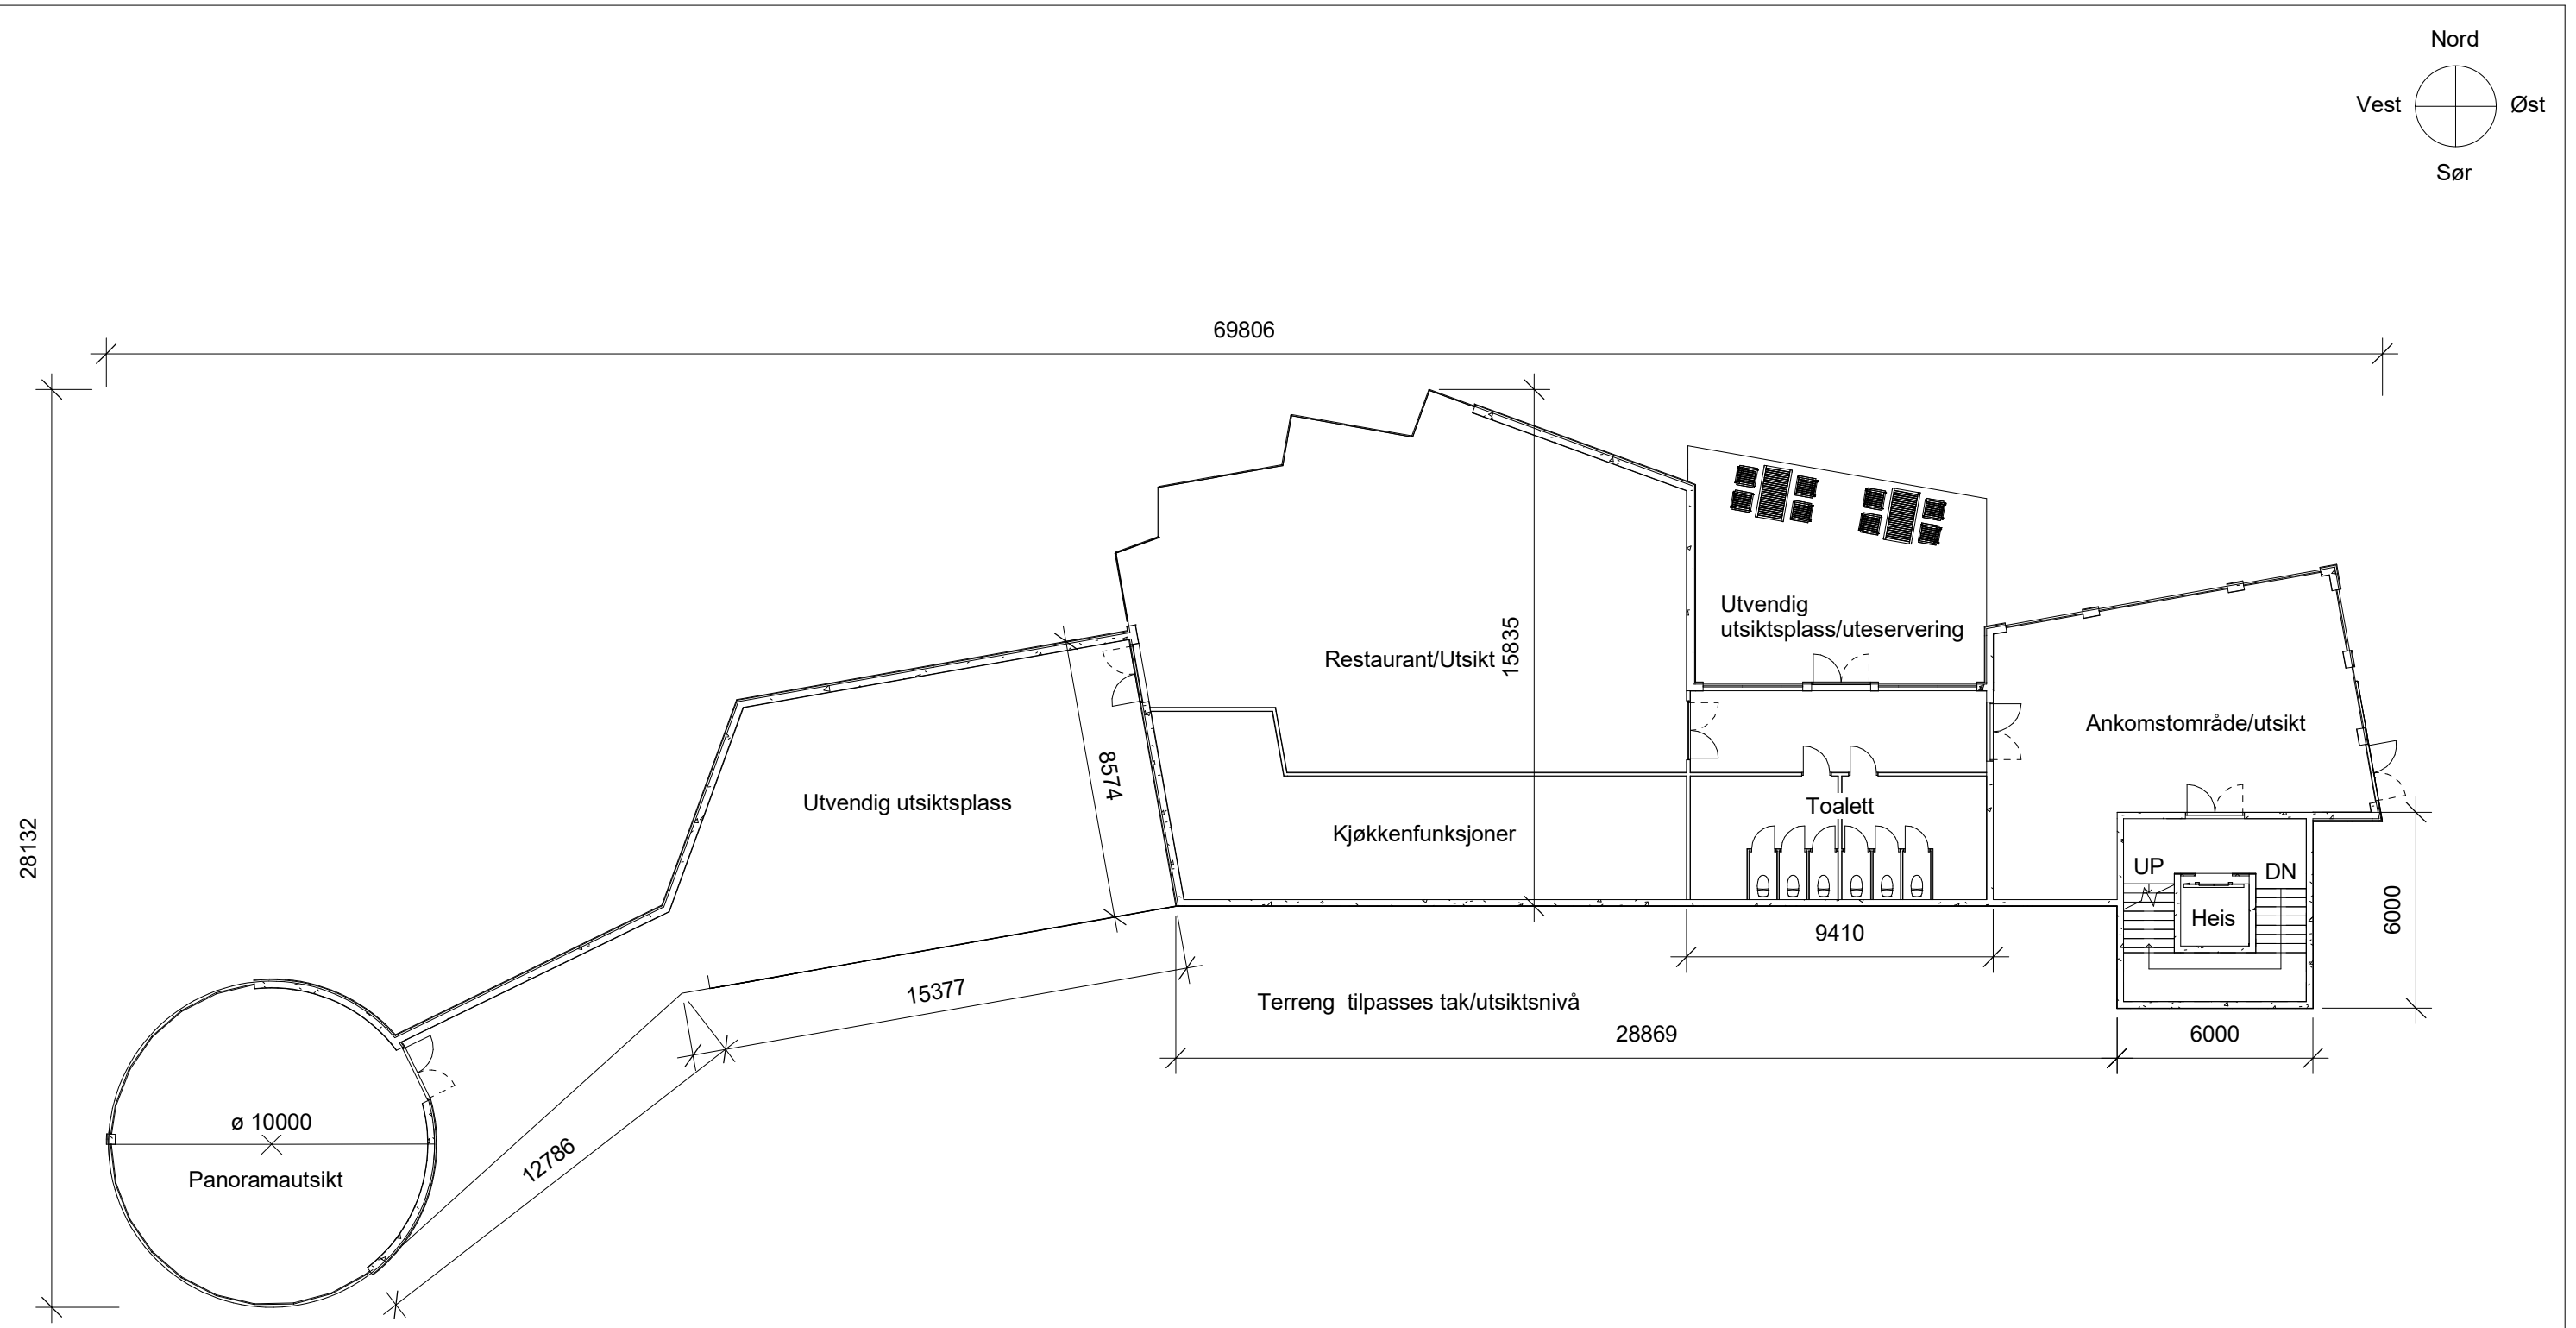 Nord
Vest
Øst
Sør
69806
28132
15835
Utvendig
utsiktsplass/uteservering
Restaurant/Utsikt
Ankomstområde/utsikt
8574
Utvendig utsiktsplass
Toalett
Kjøkkenfunksjoner
UP
DN
Heis
6000
9410
15377
Terreng  tilpasses tak/utsiktsnivå
28869
6000
ø 10000
12786
Panoramautsikt